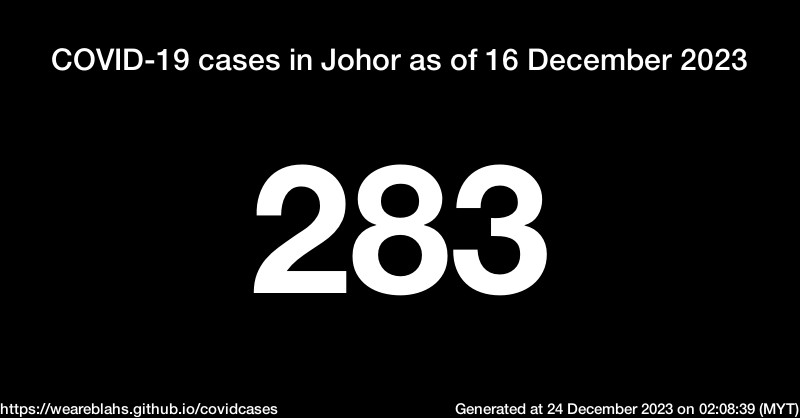 COVID-19 cases in Johor as of 16 December 2023
283
https://weareblahs.github.io/covidcases
Generated at 24 December 2023 on 02:08:39 (MYT)